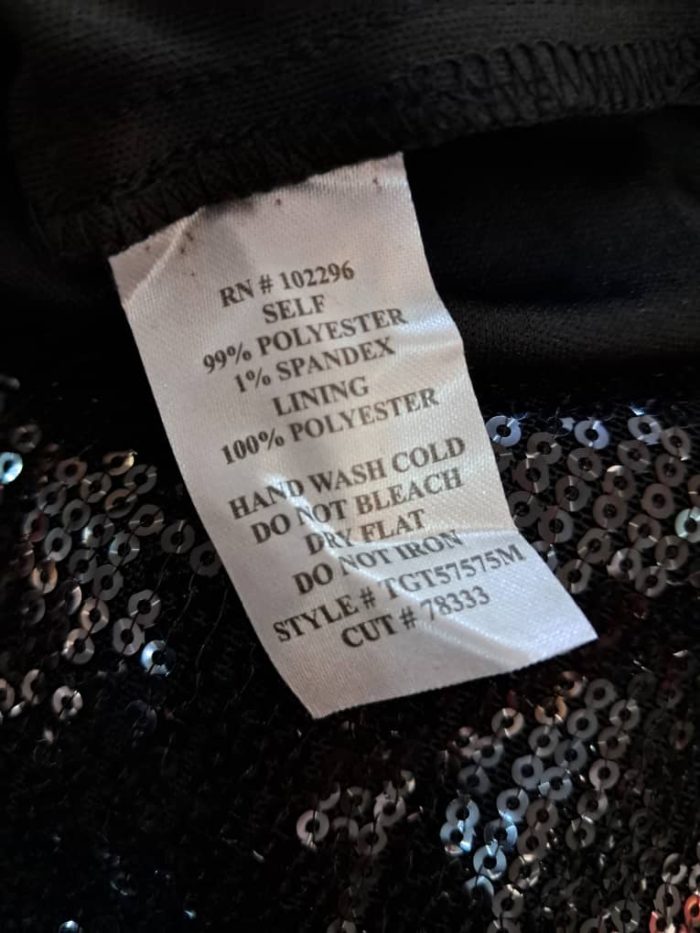 RN # 102296
SELF
99% POLYESTER
1% SPANDEX
LINING
100% POLYESTER
HAND WASH COLD
DO NOT BLEACH
DRY FLAT
DO NOT IRON
STYLE # TGT57575M
CUT # 78333